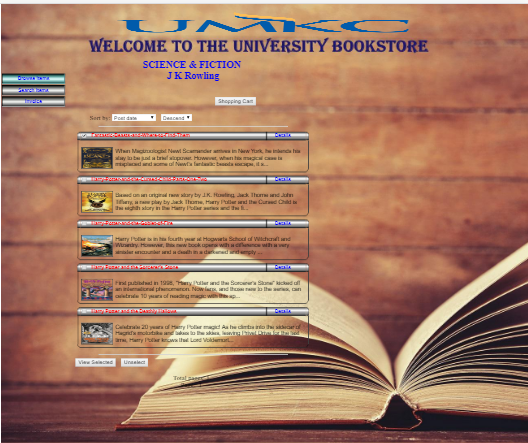 UMKC
WELCOME TO THE UNIVERSITY BOOKSTORE
SCIENCE & FICTION
J K Rowling
Browse Items
Search Items
Invoice
Shopping Cart
Sort by: Post date Descend
Fantastic Beasts and Where to Find Them Details
When Magizoologist Newt Scamander arrives in New York, he intends his
stay to be just a brief stopover. However, when his magical case is
misplaced and some of Newt's fantastic beasts escape, it s...
Harry Potter and the Cursed Child Parts One Two Details
Based on an original new story by J.K. Rowling, Jack Thorne and John
Tiffany, a new play by Jack Thorne, Harry Potter and the Cursed Child is
the eighth story in the Harry Potter series and the fi...
Harry Potter and the Goblet of Fire Details
Harry Potter is in his fourth year at Hogwarts School of Witchcraft and
Wizardry. However, this new book opens with a difference with a very
sinister encounter and a death in a darkened and empty ...
Harry Potter and the Sorcerer's Stone Details
First published in 1998, "Harry Potter and the Sorcerer's Stone" kicked off
an international phenomenon. Now fans, and those new to the series, can
celebrate 10 years of reading magic with this sp...
Harry Potter and the Deathly Hallows Details
Celebrate 20 years of Harry Potter magic! As he climbs into the sidecar of
Hagrid's motorbike and takes to the skies, leaving Privet Drive for the last
time, Harry Potter knows that Lord Voldemort...
View Selected Unselect
Total pages